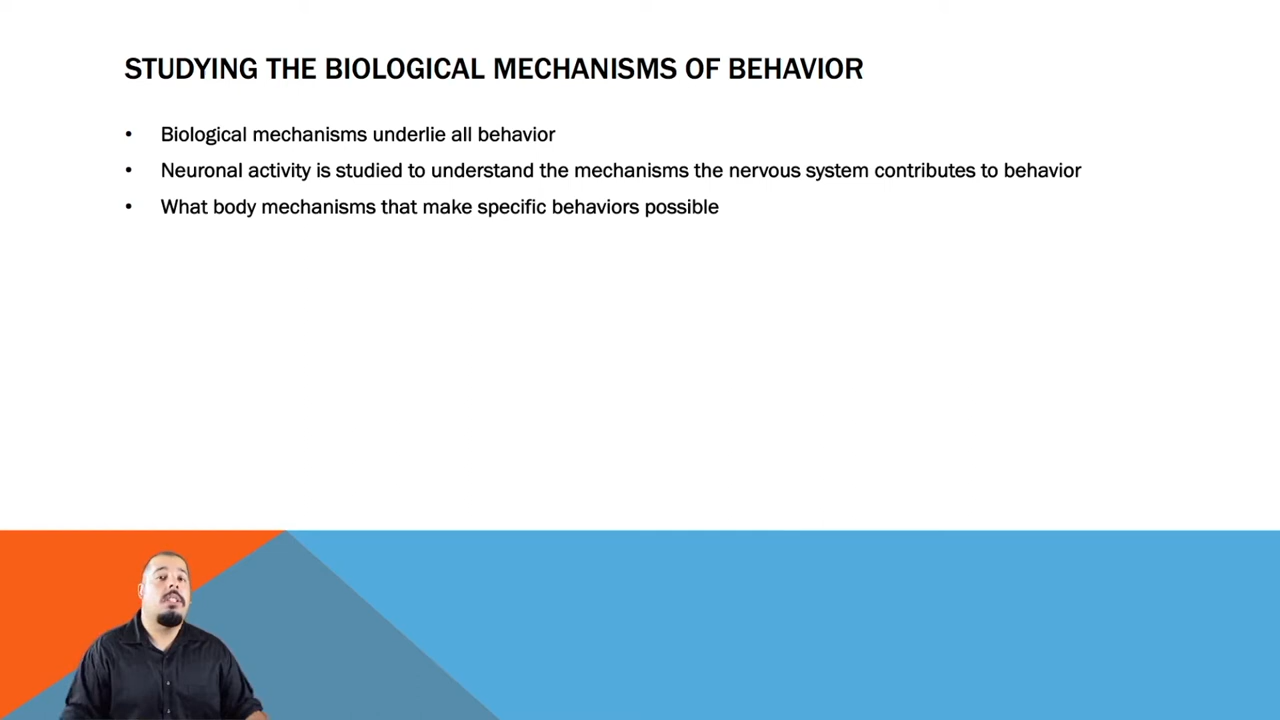 STUDYING THE BIOLOGICAL MECHANISMS OF BEHAVIOR
• Biological mechanisms underlie all behavior
• Neuronal activity is studied to understand the mechanisms the nervous system contributes to behavior
• What body mechanisms that make specific behaviors possible